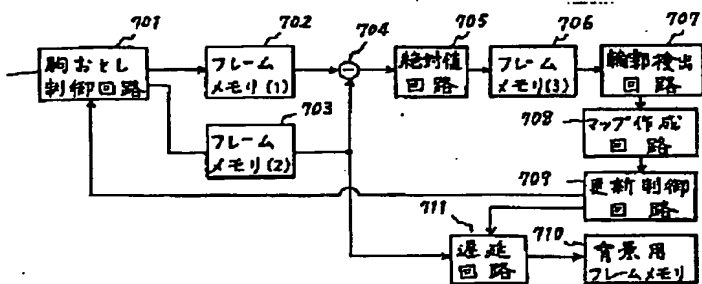 701
702
704
705
706
707
駒おとし
制御回路
フレーム
メモリ(1)
絶対値
回路
フレーム
メモリ(3)
輪郭検出
回路
703
フレーム
メモリ(2)
708
マップ作成
回路
709
更新制御
回路
711
遅延
回路
710
背景用
フレームメモリ